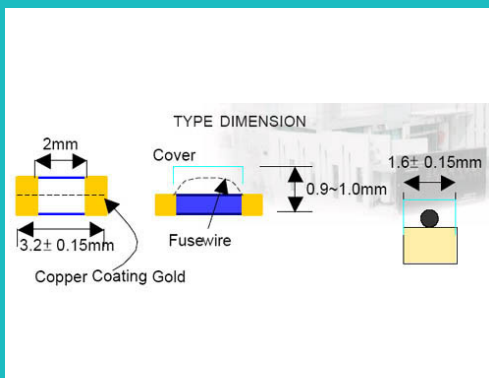 TYPE DIMENSION
2mm
Cover
1.6± 0.15mm
0.9~1.0mm
Fusewire
3.2± 0.15mm
Copper Coating Gold